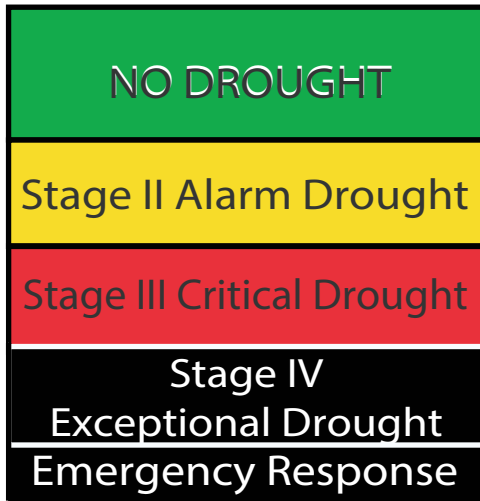 NO DROUGHT
Stage II Alarm Drought
Stage III Critical Drought
Stage IV
Exceptional Drought
Emergency Response